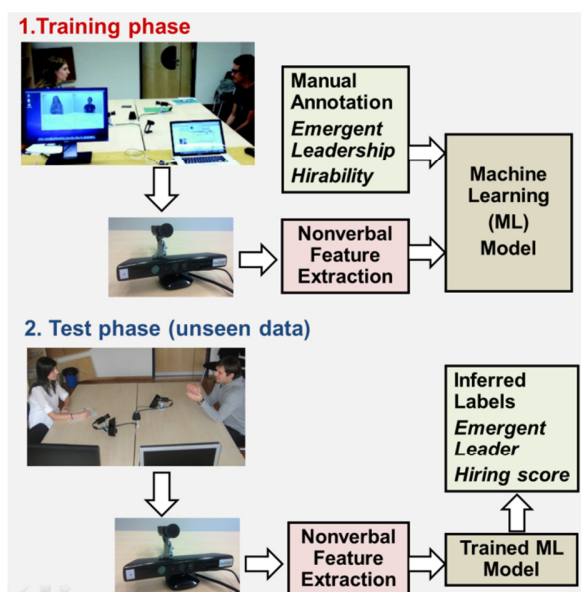 1.Training phase
Manual
Annotation
Emergent
Leadership
Hirability
Machine
Learning
(ML)
Model
Nonverbal
Feature
Extraction
2. Test phase (unseen data)
Inferred
Labels
Emergent
Leader
Hiring score
Nonverbal
Feature
Extraction
Trained ML
Model